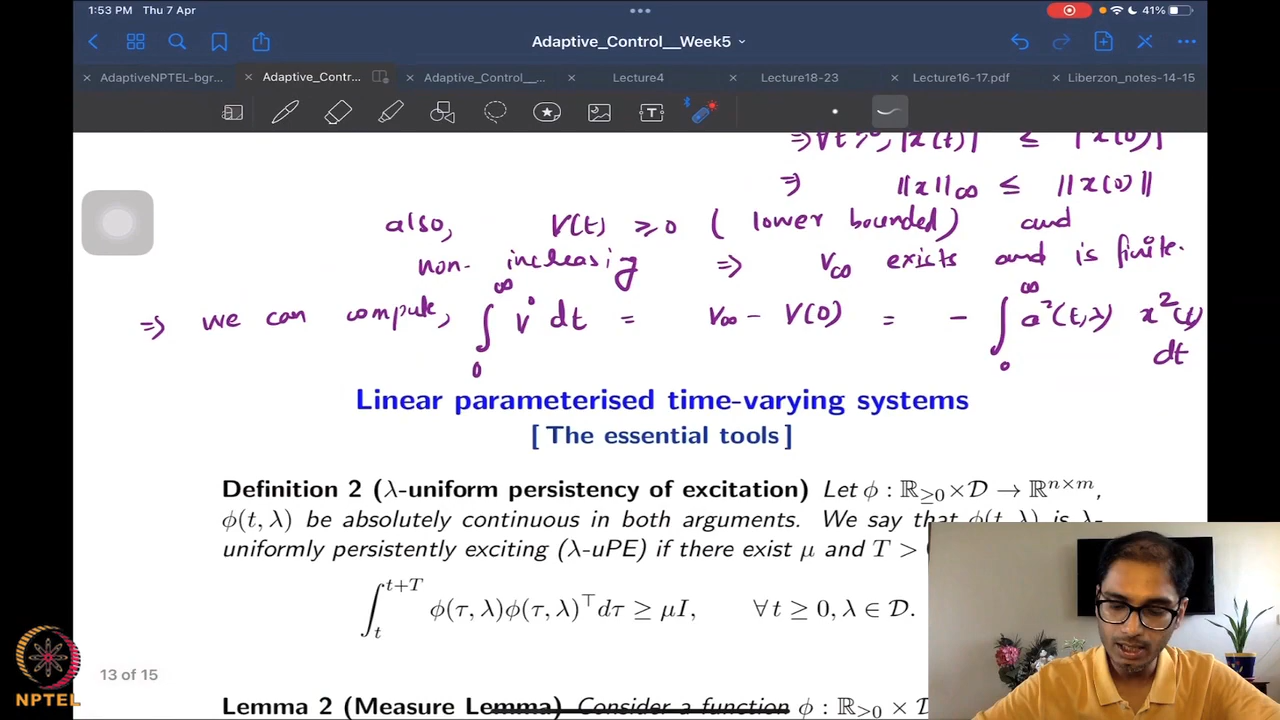 1:53 PM Thu 7 Apr
41%
Adaptive_Control__Week5
AdaptiveNPTEL-bgr...
Adaptive_Contr...
Adaptive_Control__...
Lecture4
Lecture18-23
Lecture16-17.pdf
Liberzon_notes-14-15
⇒ ∀ t ≥ 0, |x(t)| ≤ |x(0)|
⇒ ||x||∞ ≤ ||x(0)||
also, V(t) ≥ 0 ( lower bounded) and
non-increasing ⇒ V∞ exists and is finite.
⇒ we can compute, ∫₀^∞ V̇ dt = V∞ - V(0) = - ∫₀^∞ a²(t,λ) x²(t) dt
Linear parameterised time-varying systems
[ The essential tools ]
Definition 2 (λ-uniform persistency of excitation) Let ϕ : ℝ≥0 × 𝒟 → ℝⁿˣᵐ,
ϕ(t, λ) be absolutely continuous in both arguments. We say that ϕ(t, λ) is λ-
uniformly persistently exciting (λ-uPE) if there exist μ and T >
∫ₜᵗ⁺ᵀ ϕ(τ, λ)ϕ(τ, λ)⊤dτ ≥ μI, ∀ t ≥ 0, λ ∈ 𝒟.
13 of 15
NPTEL
Lemma 2 (Measure Lemma) Consider a function ϕ : ℝ≥0 ×